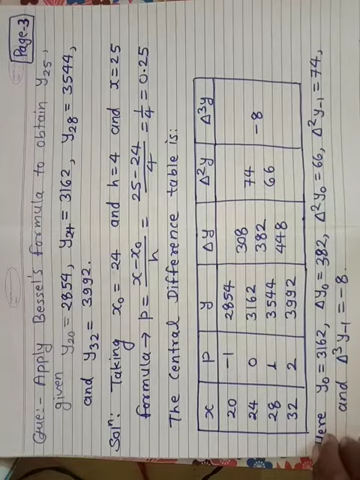 Page-3
Que:- Apply Bessel's formula to obtain y25,
given y20 = 2854, y24 = 3162, y28 = 3544,
and y32 = 3992.
Solⁿ: Taking x0 = 24 and h=4 and x=25
formula → P = x-x0/h = 25-24/4 = 1/4 = 0.25
The Central Difference table is:
x P y Δy Δ²y Δ³y
20 -1 2854
308
24 0 3162 74
382 -8
28 1 3544 66
448
32 2 3992
Here y0 = 3162, Δy0 = 382, Δ²y0 = 66, Δ²y-1 = 74,
and Δ³y-1 = -8.